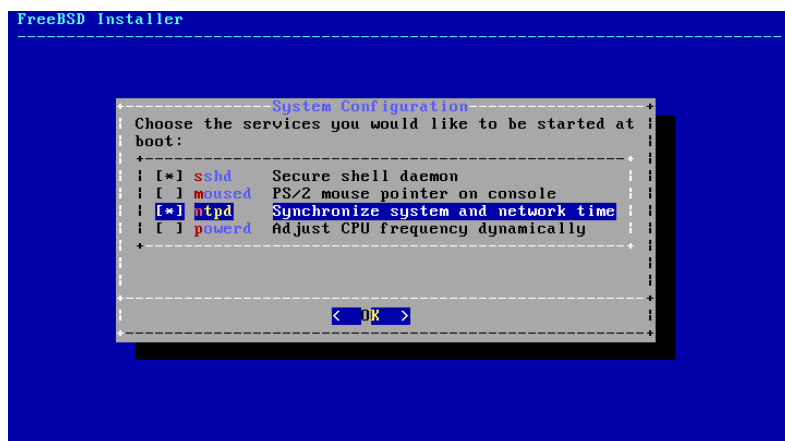 FreeBSD Installer
System Configuration
Choose the services you would like to be started at
boot:
[*] sshd Secure shell daemon
[ ] moused PS/2 mouse pointer on console
[*] ntpd Synchronize system and network time
[ ] powerd Adjust CPU frequency dynamically
< OK >